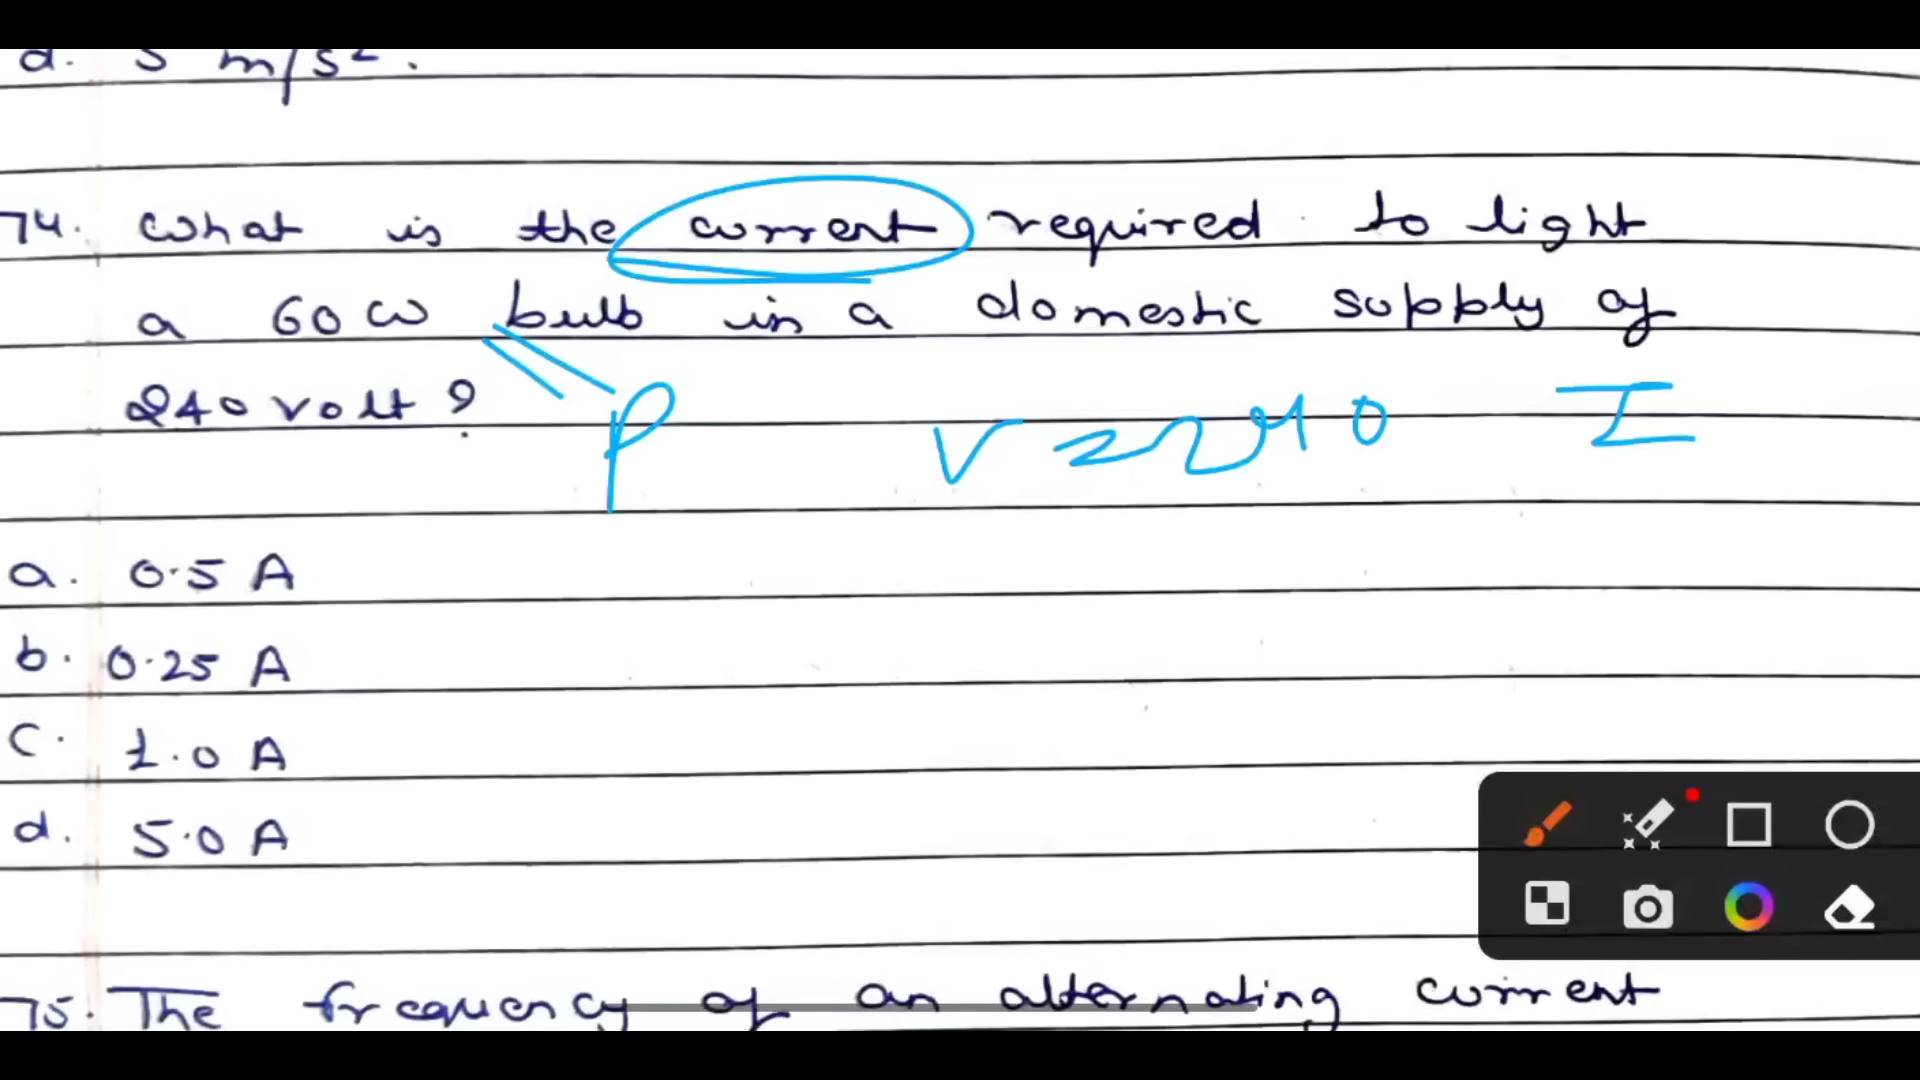 d. 5 m/s².
74. What is the current required to light
a 60W bulb in a domestic supply of
240 volt?
P V = 240 I
a. 0.5 A
b. 0.25 A
c. 1.0 A
d. 5.0 A
75. The frequency of an alternating current